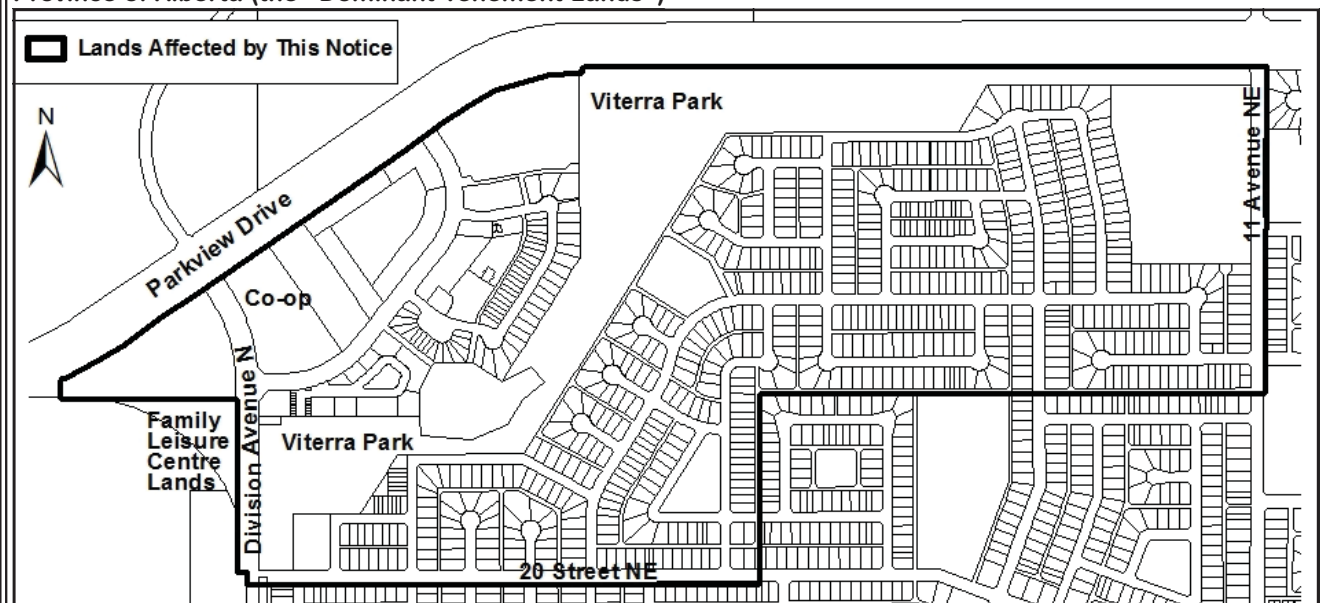 Province of Alberta (the "Dominant Tenement Lands")
Lands Affected by This Notice
N
Viterra Park
11 Avenue NE
Parkview Drive
Co-op
Division Avenue N
Family
Leisure
Centre
Lands
Viterra Park
20 Street NE